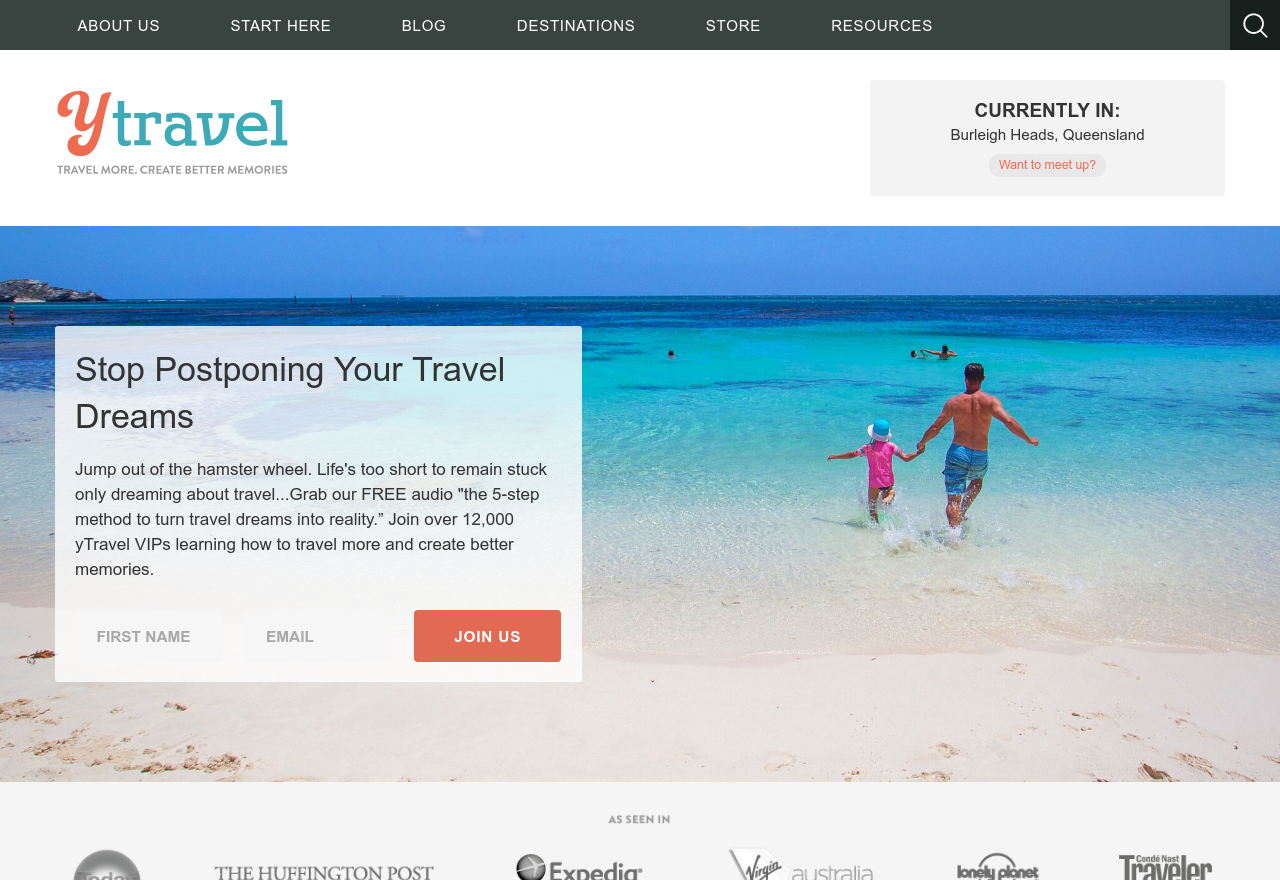 ABOUT US START HERE BLOG DESTINATIONS STORE RESOURCES
ytravel
TRAVEL MORE. CREATE BETTER MEMORIES
CURRENTLY IN:
Burleigh Heads, Queensland
Want to meet up?
Stop Postponing Your Travel
Dreams
Jump out of the hamster wheel. Life's too short to remain stuck
only dreaming about travel...Grab our FREE audio "the 5-step
method to turn travel dreams into reality.” Join over 12,000
yTravel VIPs learning how to travel more and create better
memories.
FIRST NAME EMAIL JOIN US
AS SEEN IN
Today THE HUFFINGTON POST Expedia Virgin australia lonely planet Condé Nast Traveler